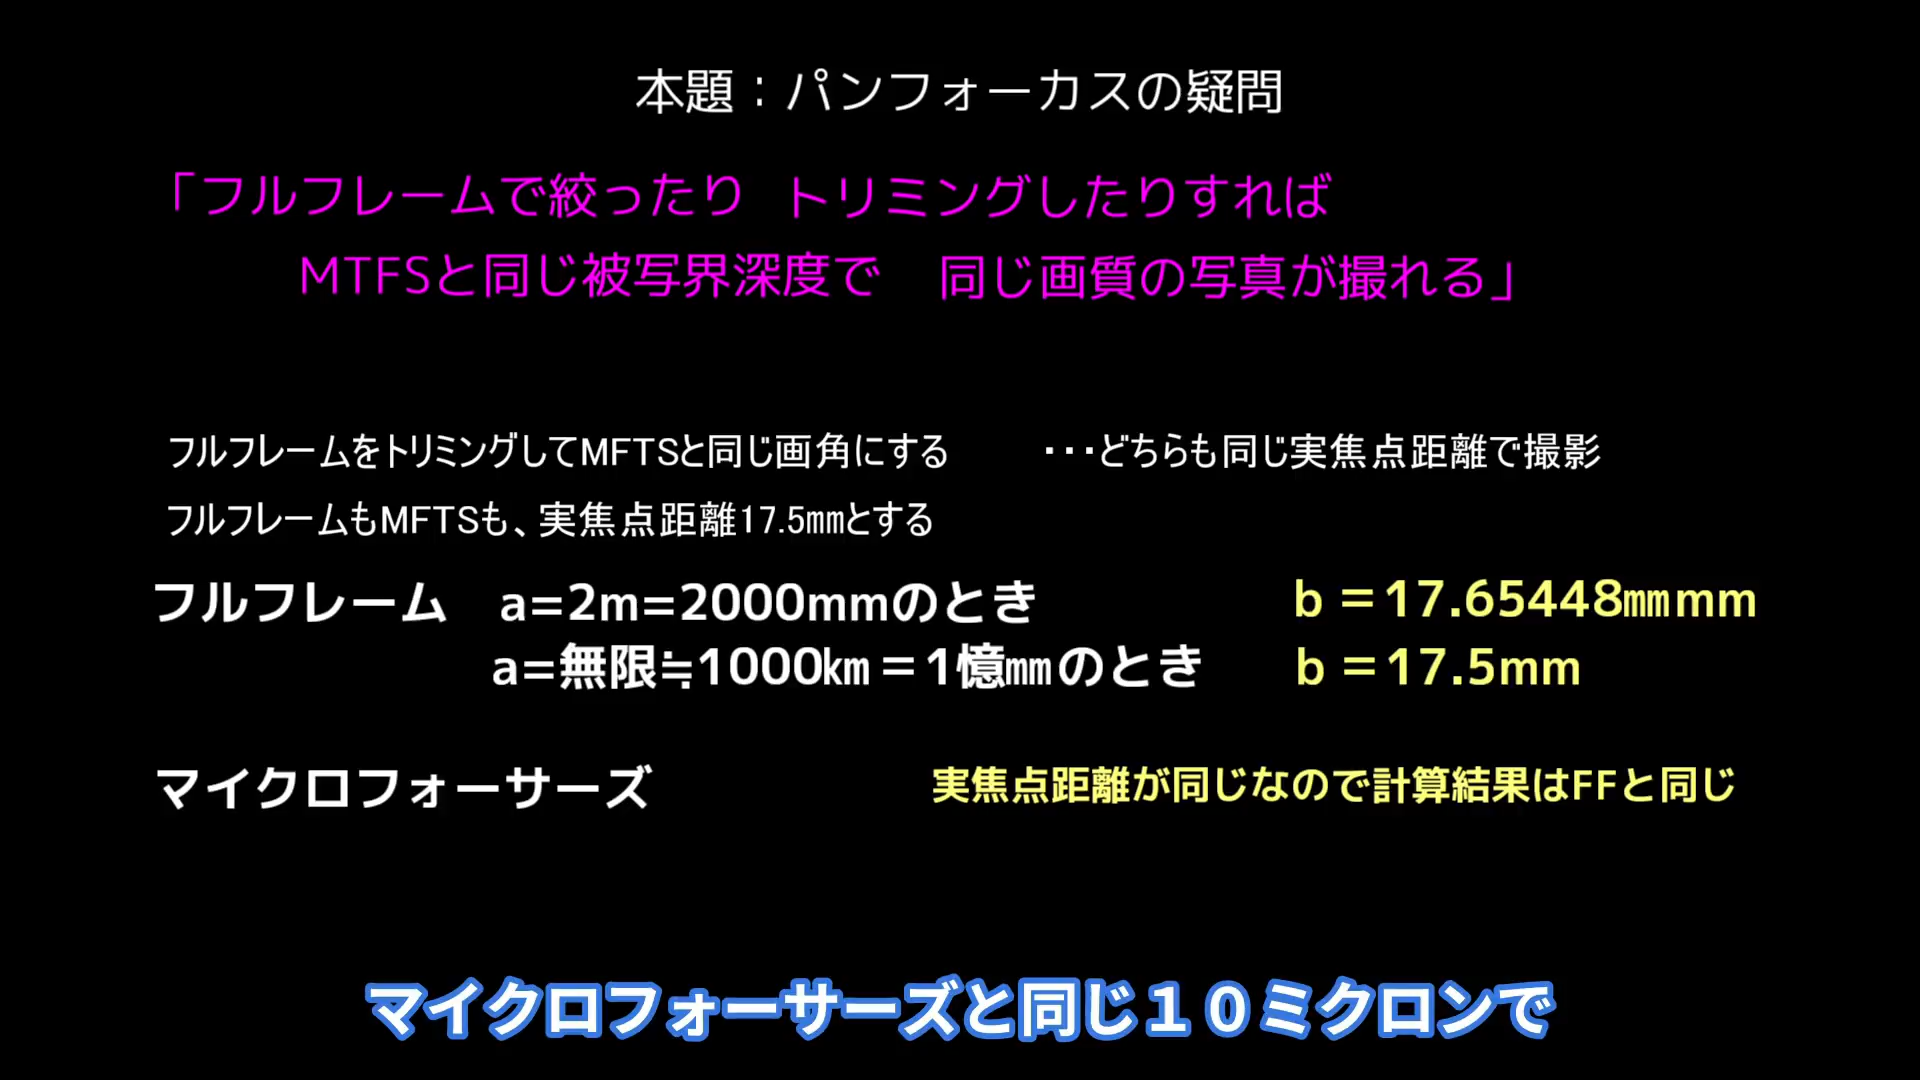 本題：パンフォーカスの疑問
「フルフレームで絞ったり トリミングしたりすれば
MTFSと同じ被写界深度で 同じ画質の写真が撮れる」
フルフレームをトリミングしてMFTSと同じ画角にする ･･･どちらも同じ実焦点距離で撮影
フルフレームもMFTSも、実焦点距離17.5㎜とする
フルフレーム a=2m=2000mmのとき b＝17.65448㎜mm
a=無限≒1000㎞＝1憶㎜のとき b＝17.5mm
マイクロフォーサーズ 実焦点距離が同じなので計算結果はFFと同じ
マイクロフォーサーズと同じ１０ミクロンで